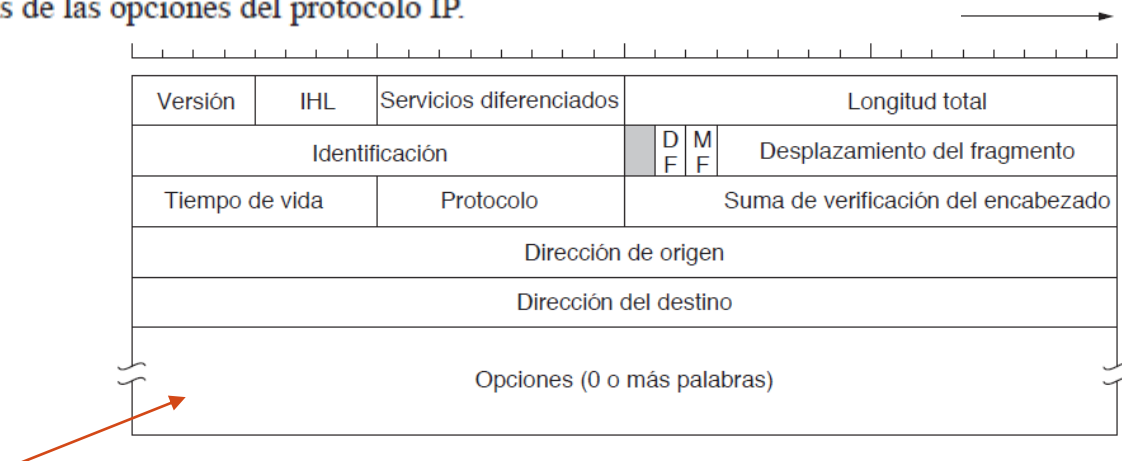 s de las opciones del protocolo IP.
Versión IHL Servicios diferenciados Longitud total
Identificación D F M F Desplazamiento del fragmento
Tiempo de vida Protocolo Suma de verificación del encabezado
Dirección de origen
Dirección del destino
Opciones (0 o más palabras)